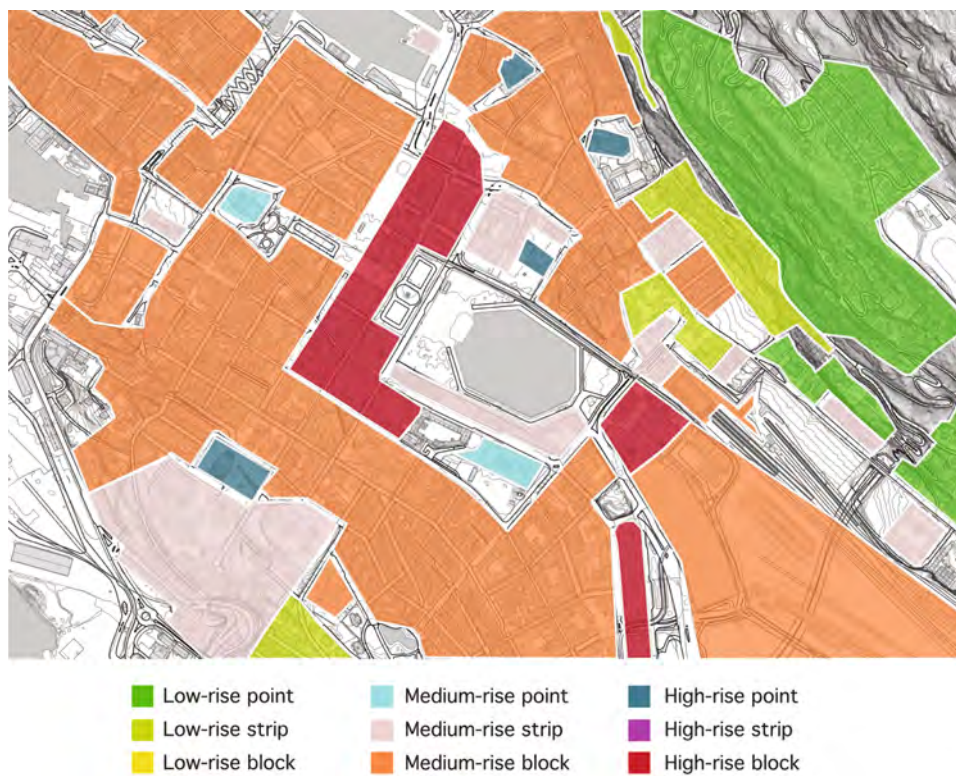 Low-rise point Medium-rise point High-rise point
Low-rise strip Medium-rise strip High-rise strip
Low-rise block Medium-rise block High-rise block